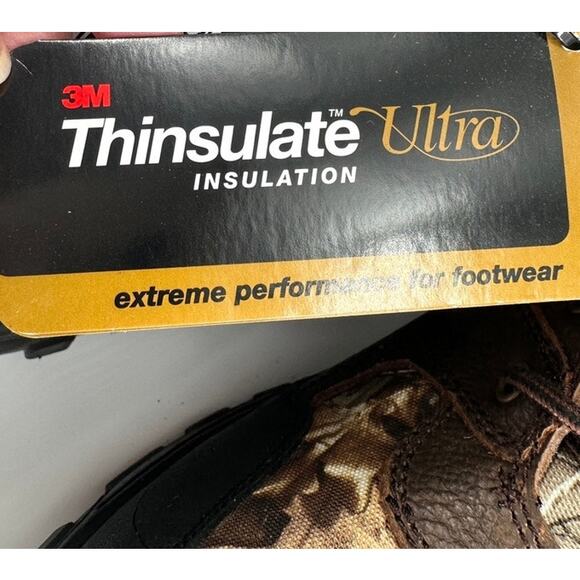 3M
Thinsulate™ Ultra
INSULATION
extreme performance for footwear